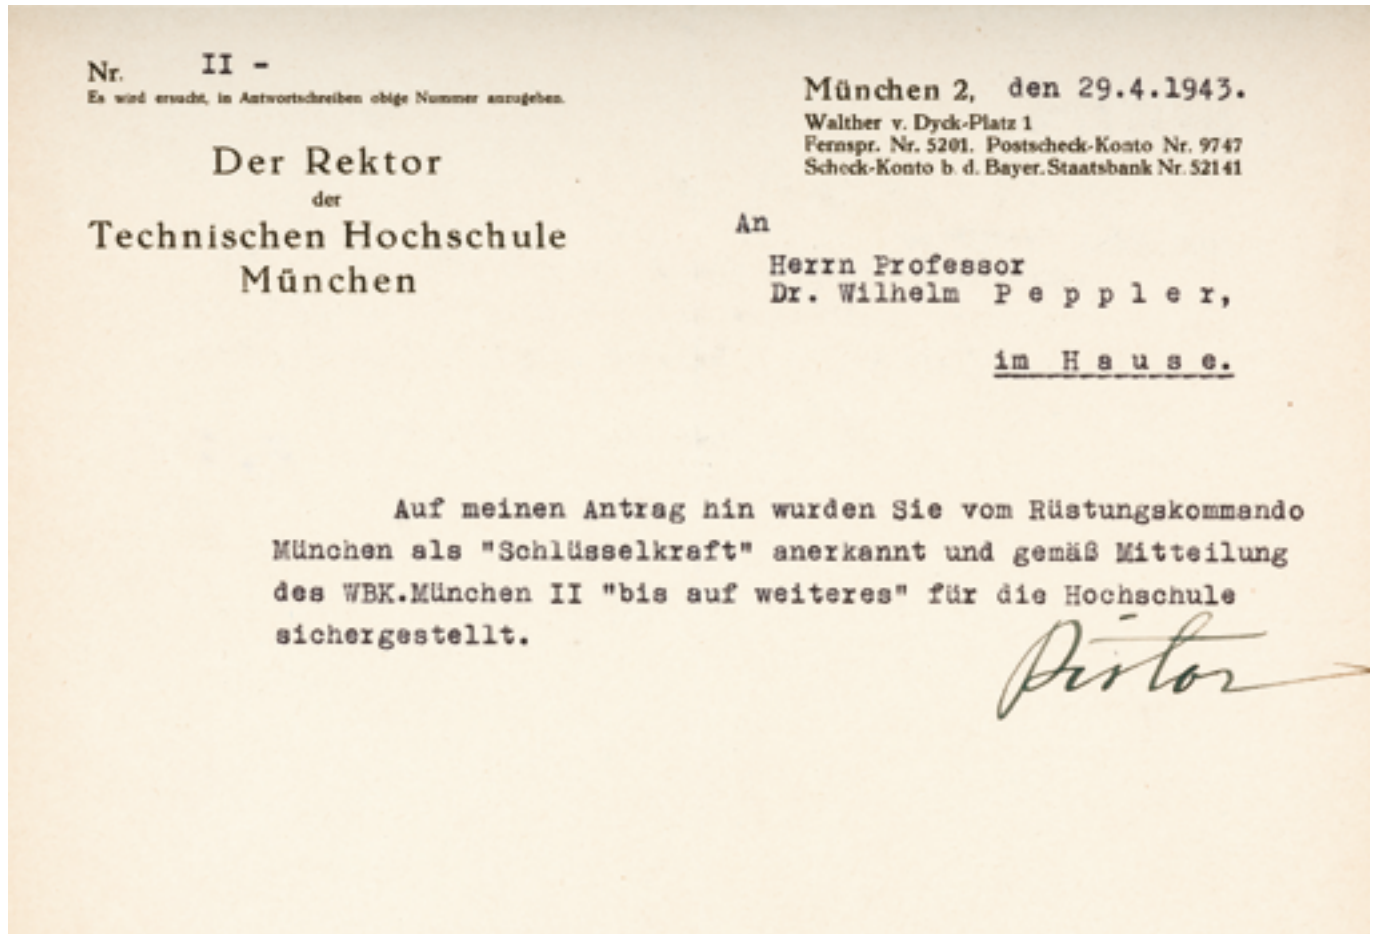 Nr. II -
Es wird ersucht, in Antwortschreiben obige Nummer anzugeben.
Der Rektor
der
Technischen Hochschule
München
München 2, den 29.4.1943.
Walther v. Dyck-Platz 1
Fernspr. Nr. 5201. Postscheck-Konto Nr. 9747
Scheck-Konto b. d. Bayer. Staatsbank Nr. 52141
An
Herrn Professor
Dr. Wilhelm P e p p l e r,
im H a u s e.
Auf meinen Antrag hin wurden Sie vom Rüstungskommando
München als "Schlüsselkraft" anerkannt und gemäß Mitteilung
des WBK.München II "bis auf weiteres" für die Hochschule
sichergestellt.
Pistor